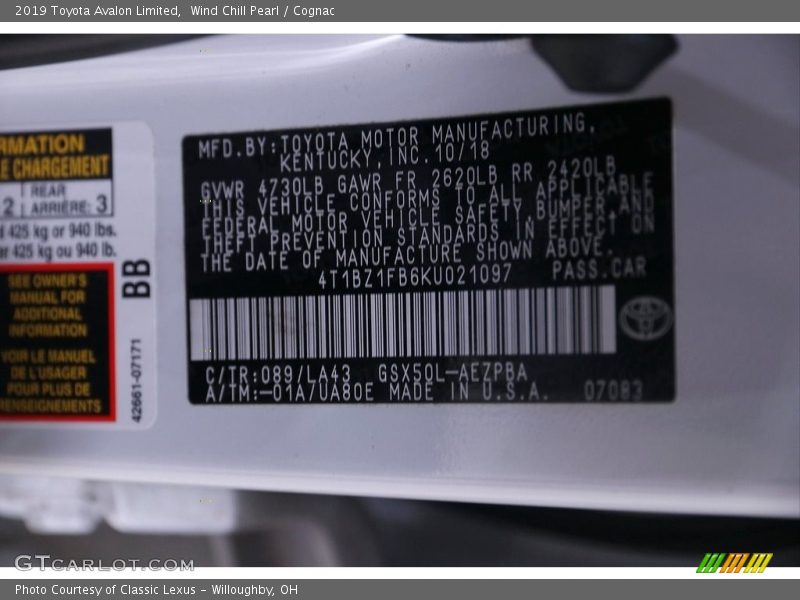 2019 Toyota Avalon Limited,  Wind Chill Pearl / Cognac
RMATION
E CHARGEMENT
2 REAR
ARRIÈRE: 3
d 425 kg or 940 lbs.
er 425 kg ou 940 lb.
SEE OWNER'S
MANUAL FOR
ADDITIONAL
INFORMATION
VOIR LE MANUEL
DE L'USAGER
POUR PLUS DE
RENSEIGNEMENTS
BB
42661-07171
MFD.BY:TOYOTA MOTOR MANUFACTURING,
KENTUCKY,INC.10/18
GVWR 4730LB GAWR FR 2620LB RR 2420LB
THIS VEHICLE CONFORMS TO ALL APPLICABLE
FEDERAL MOTOR VEHICLE SAFETY,BUMPER AND
THEFT PREVENTION STANDARDS IN EFFECT ON
THE DATE OF MANUFACTURE SHOWN ABOVE.
4T1BZ1FB6KU021097 PASS.CAR
C/TR:089/LA43 GSX50L-AEZPBA
A/TM:-01A/UA80E MADE IN U.S.A. 07083
GTCARLOT.COM
Photo Courtesy of Classic Lexus - Willoughby, OH